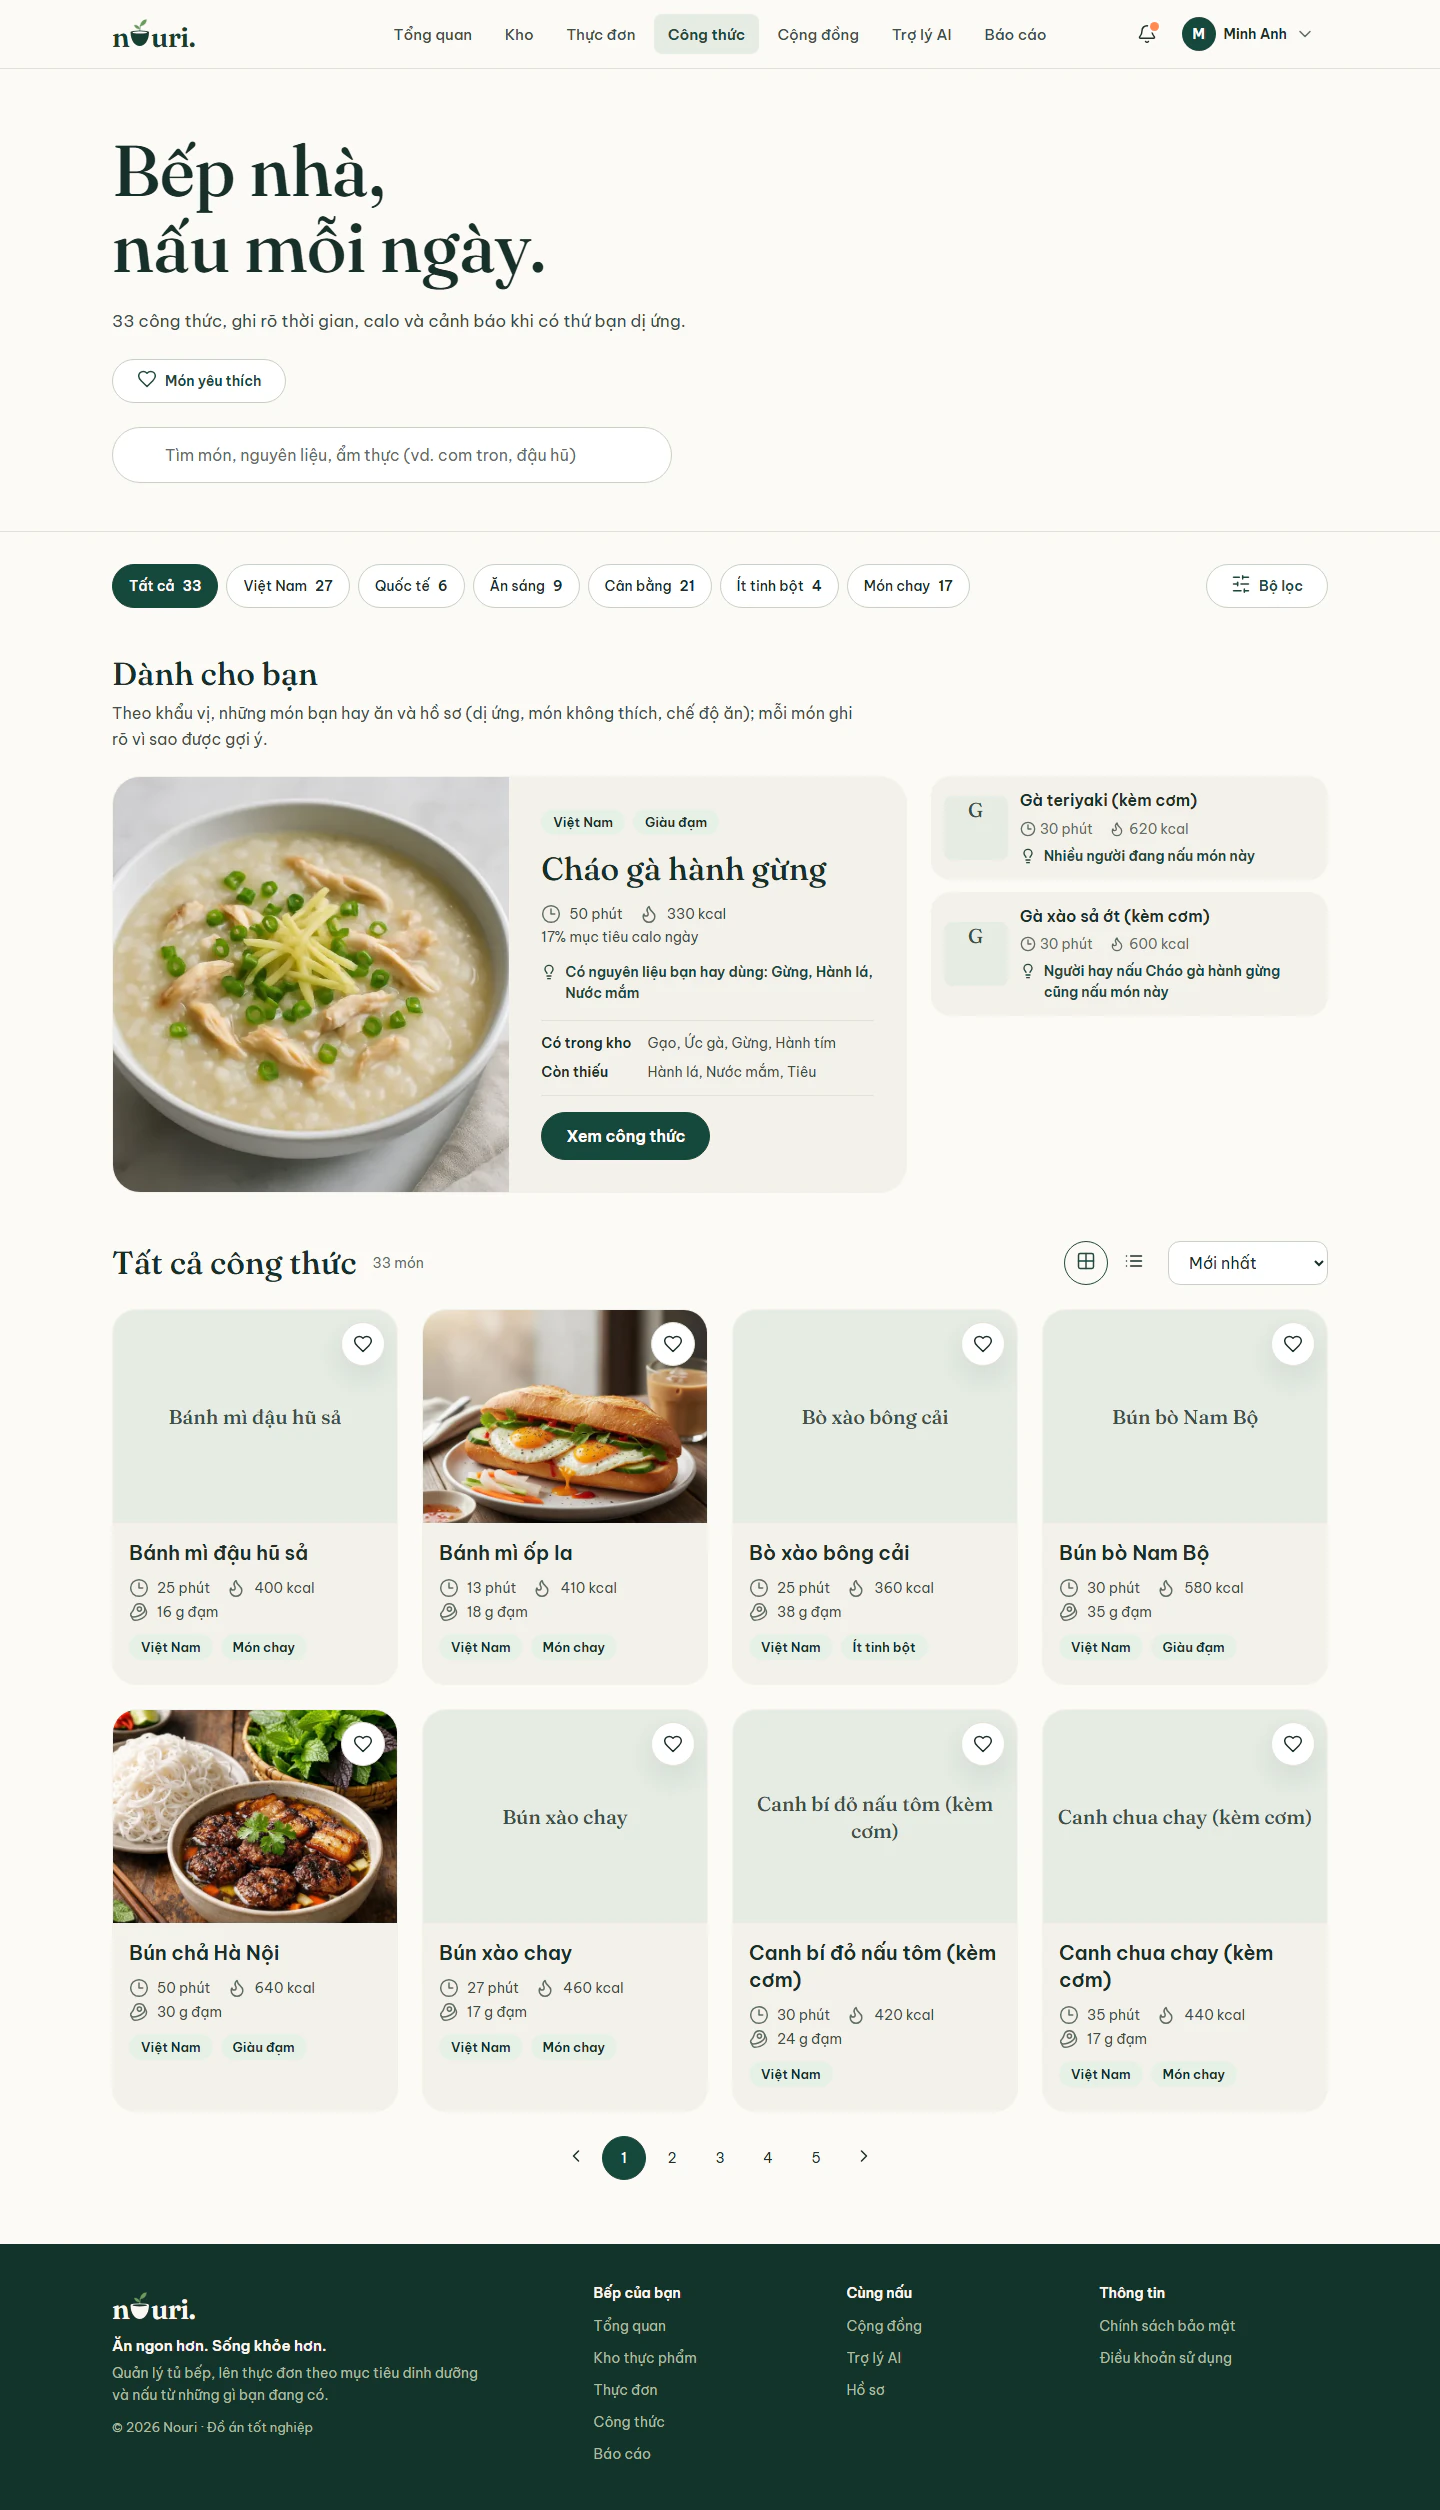 nouri.
Tổng quan
Kho
Thực đơn
Công thức
Cộng đồng
Trợ lý AI
Báo cáo
M
Minh Anh
Bếp nhà,
nấu mỗi ngày.
33 công thức, ghi rõ thời gian, calo và cảnh báo khi có thứ bạn dị ứng.
Món yêu thích
Tìm món, nguyên liệu, ẩm thực (vd. com tron, đậu hũ)
Tất cả 33
Việt Nam 27
Quốc tế 6
Ăn sáng 9
Cân bằng 21
Ít tinh bột 4
Món chay 17
Bộ lọc
Dành cho bạn
Theo khẩu vị, những món bạn hay ăn và hồ sơ (dị ứng, món không thích, chế độ ăn); mỗi món ghi
rõ vì sao được gợi ý.
Việt Nam
Giàu đạm
Cháo gà hành gừng
50 phút
330 kcal
17% mục tiêu calo ngày
Có nguyên liệu bạn hay dùng: Gừng, Hành lá,
Nước mắm
Có trong kho
Gạo, Ức gà, Gừng, Hành tím
Còn thiếu
Hành lá, Nước mắm, Tiêu
Xem công thức
G
Gà teriyaki (kèm cơm)
30 phút
620 kcal
Nhiều người đang nấu món này
G
Gà xào sả ớt (kèm cơm)
30 phút
600 kcal
Người hay nấu Cháo gà hành gừng
cũng nấu món này
Tất cả công thức
33 món
Mới nhất
Bánh mì đậu hũ sả
Bánh mì đậu hũ sả
25 phút
400 kcal
16 g đạm
Việt Nam
Món chay
Bánh mì ốp la
13 phút
410 kcal
18 g đạm
Việt Nam
Món chay
Bò xào bông cải
Bò xào bông cải
25 phút
360 kcal
38 g đạm
Việt Nam
Ít tinh bột
Bún bò Nam Bộ
Bún bò Nam Bộ
30 phút
580 kcal
35 g đạm
Việt Nam
Giàu đạm
Bún chả Hà Nội
50 phút
640 kcal
30 g đạm
Việt Nam
Giàu đạm
Bún xào chay
Bún xào chay
27 phút
460 kcal
17 g đạm
Việt Nam
Món chay
Canh bí đỏ nấu tôm (kèm
cơm)
Canh bí đỏ nấu tôm (kèm
cơm)
30 phút
420 kcal
24 g đạm
Việt Nam
Canh chua chay (kèm cơm)
Canh chua chay (kèm
cơm)
35 phút
440 kcal
17 g đạm
Việt Nam
Món chay
1
2
3
4
5
nouri.
Ăn ngon hơn. Sống khỏe hơn.
Quản lý tủ bếp, lên thực đơn theo mục tiêu dinh dưỡng
và nấu từ những gì bạn đang có.
© 2026 Nouri · Đồ án tốt nghiệp
Bếp của bạn
Tổng quan
Kho thực phẩm
Thực đơn
Công thức
Báo cáo
Cùng nấu
Cộng đồng
Trợ lý AI
Hồ sơ
Thông tin
Chính sách bảo mật
Điều khoản sử dụng